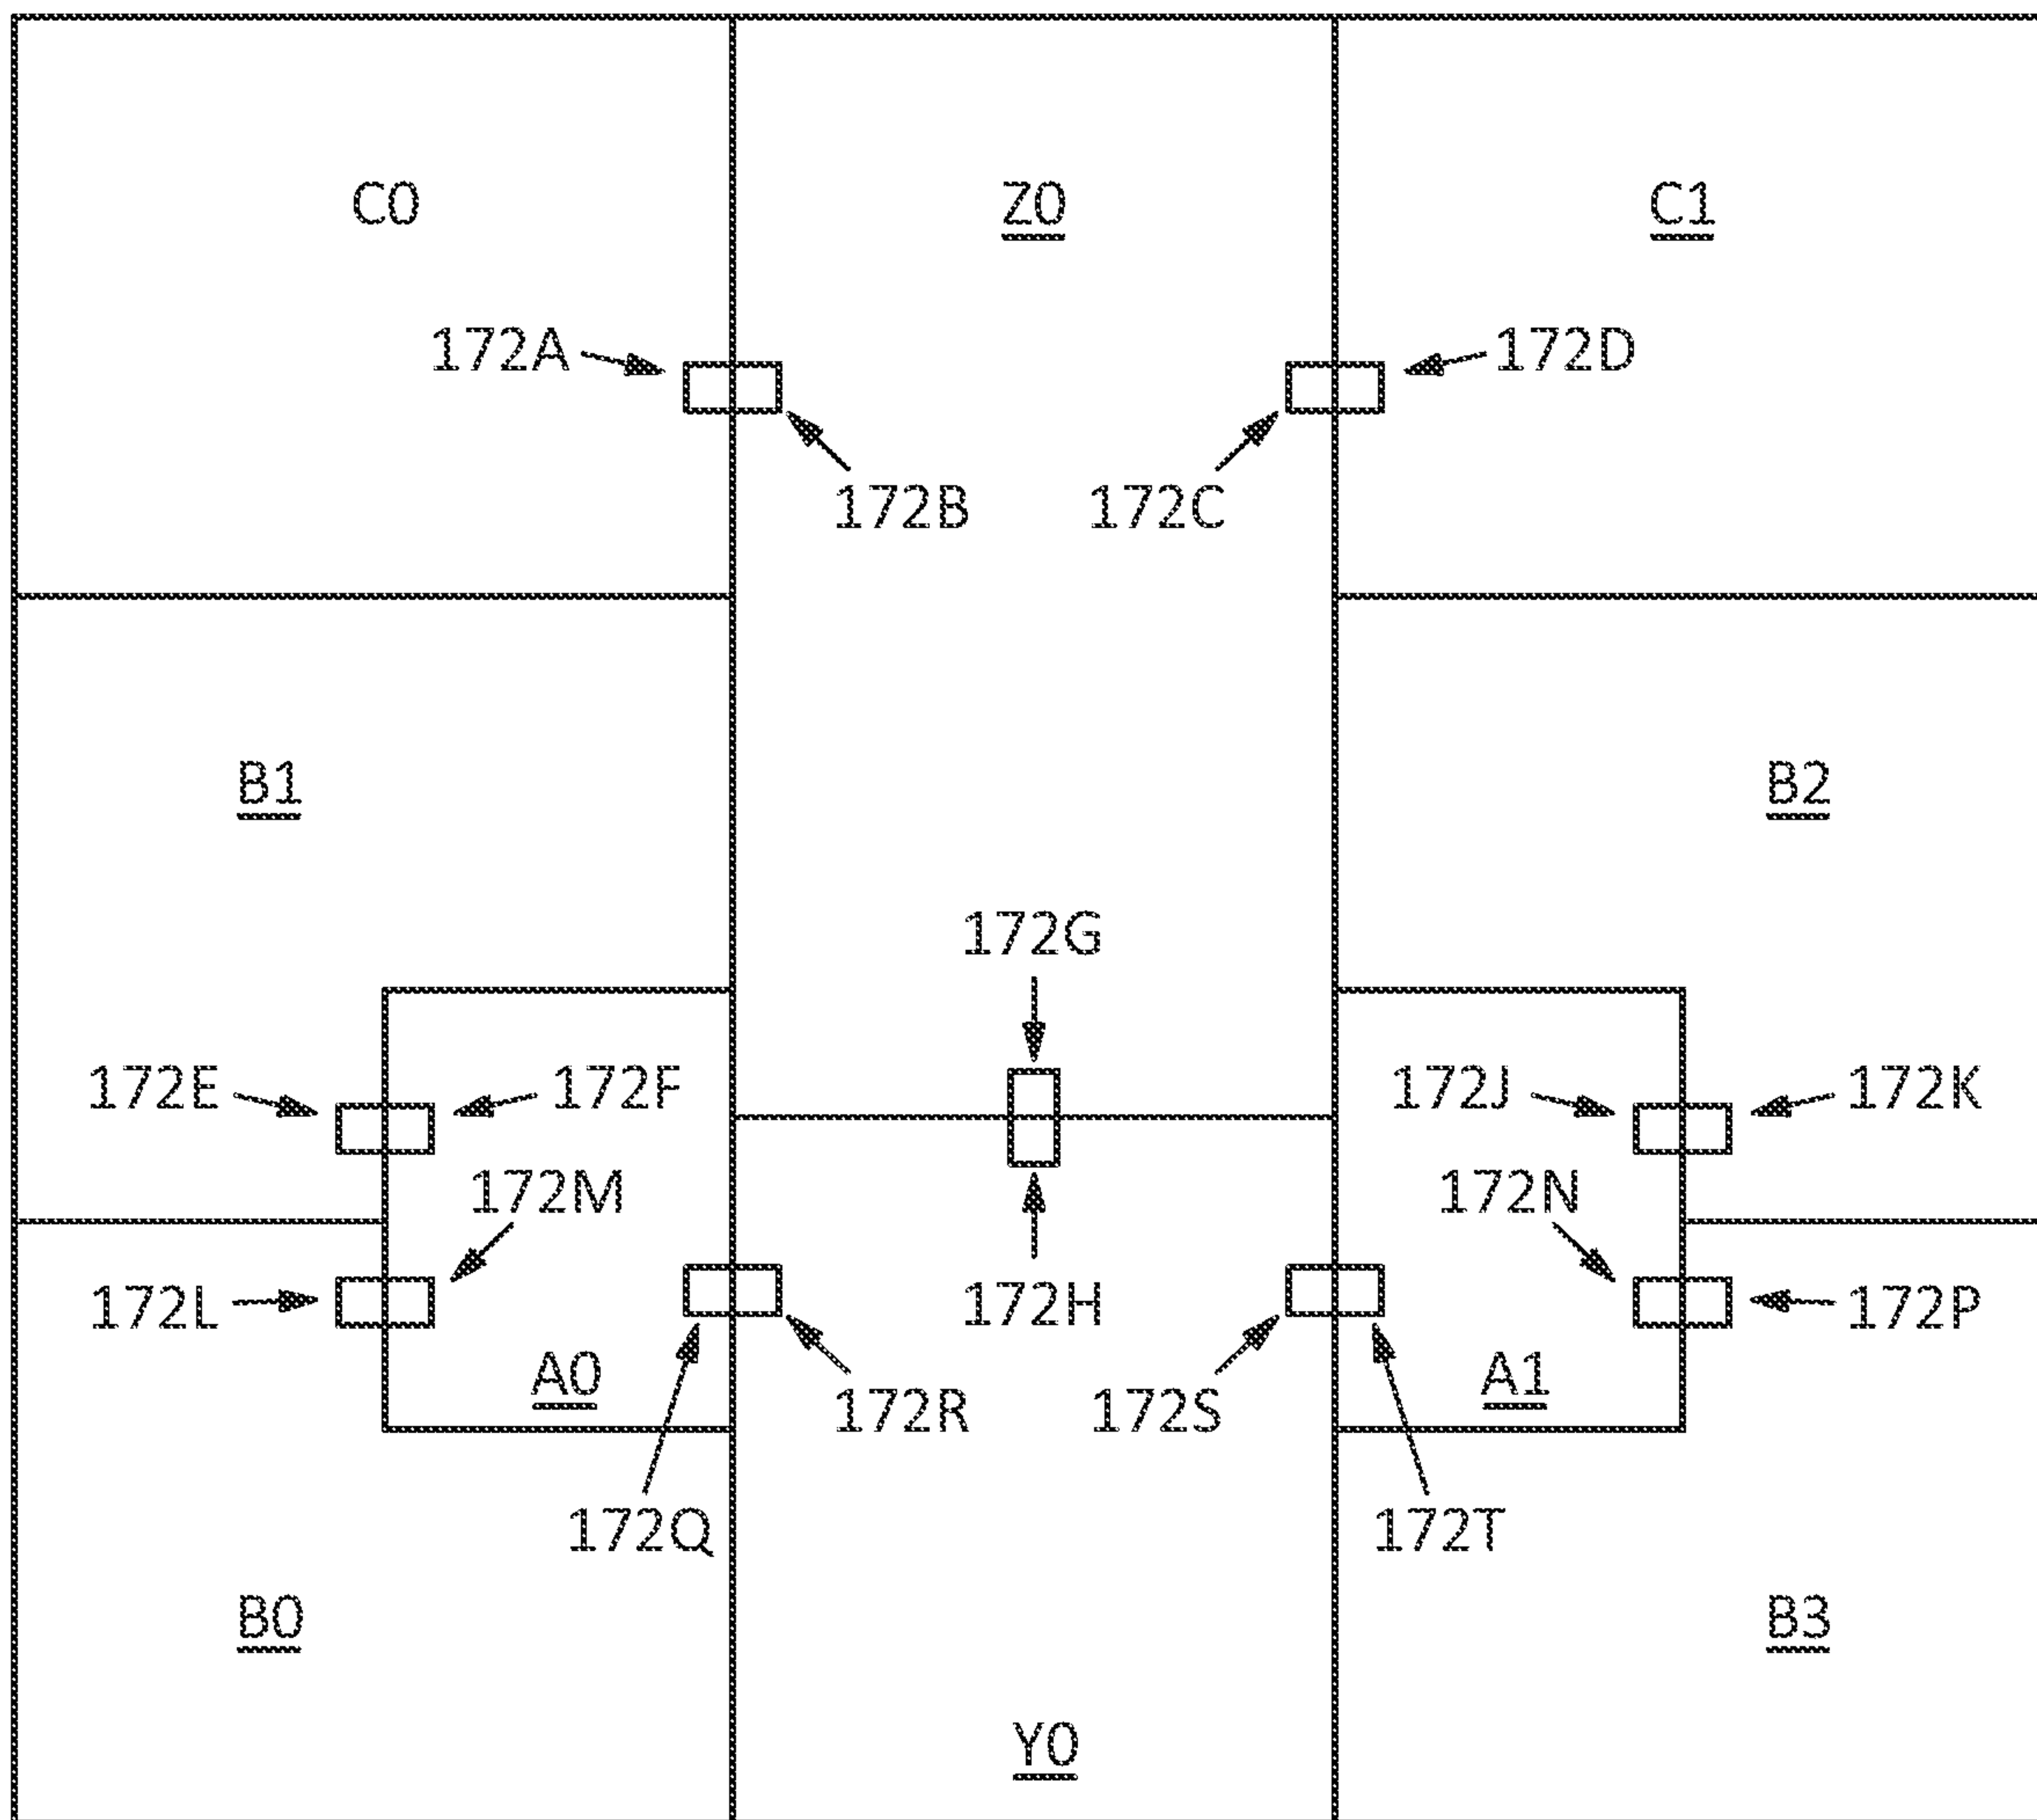 C0 Z0 C1
172A 172D
172B 172C
B1 B2
172G
172E 172F 172J 172K
172M 172N
172L 172H 172P
A0 A1
172R 172S
172Q 172T
B0 B3
Y0